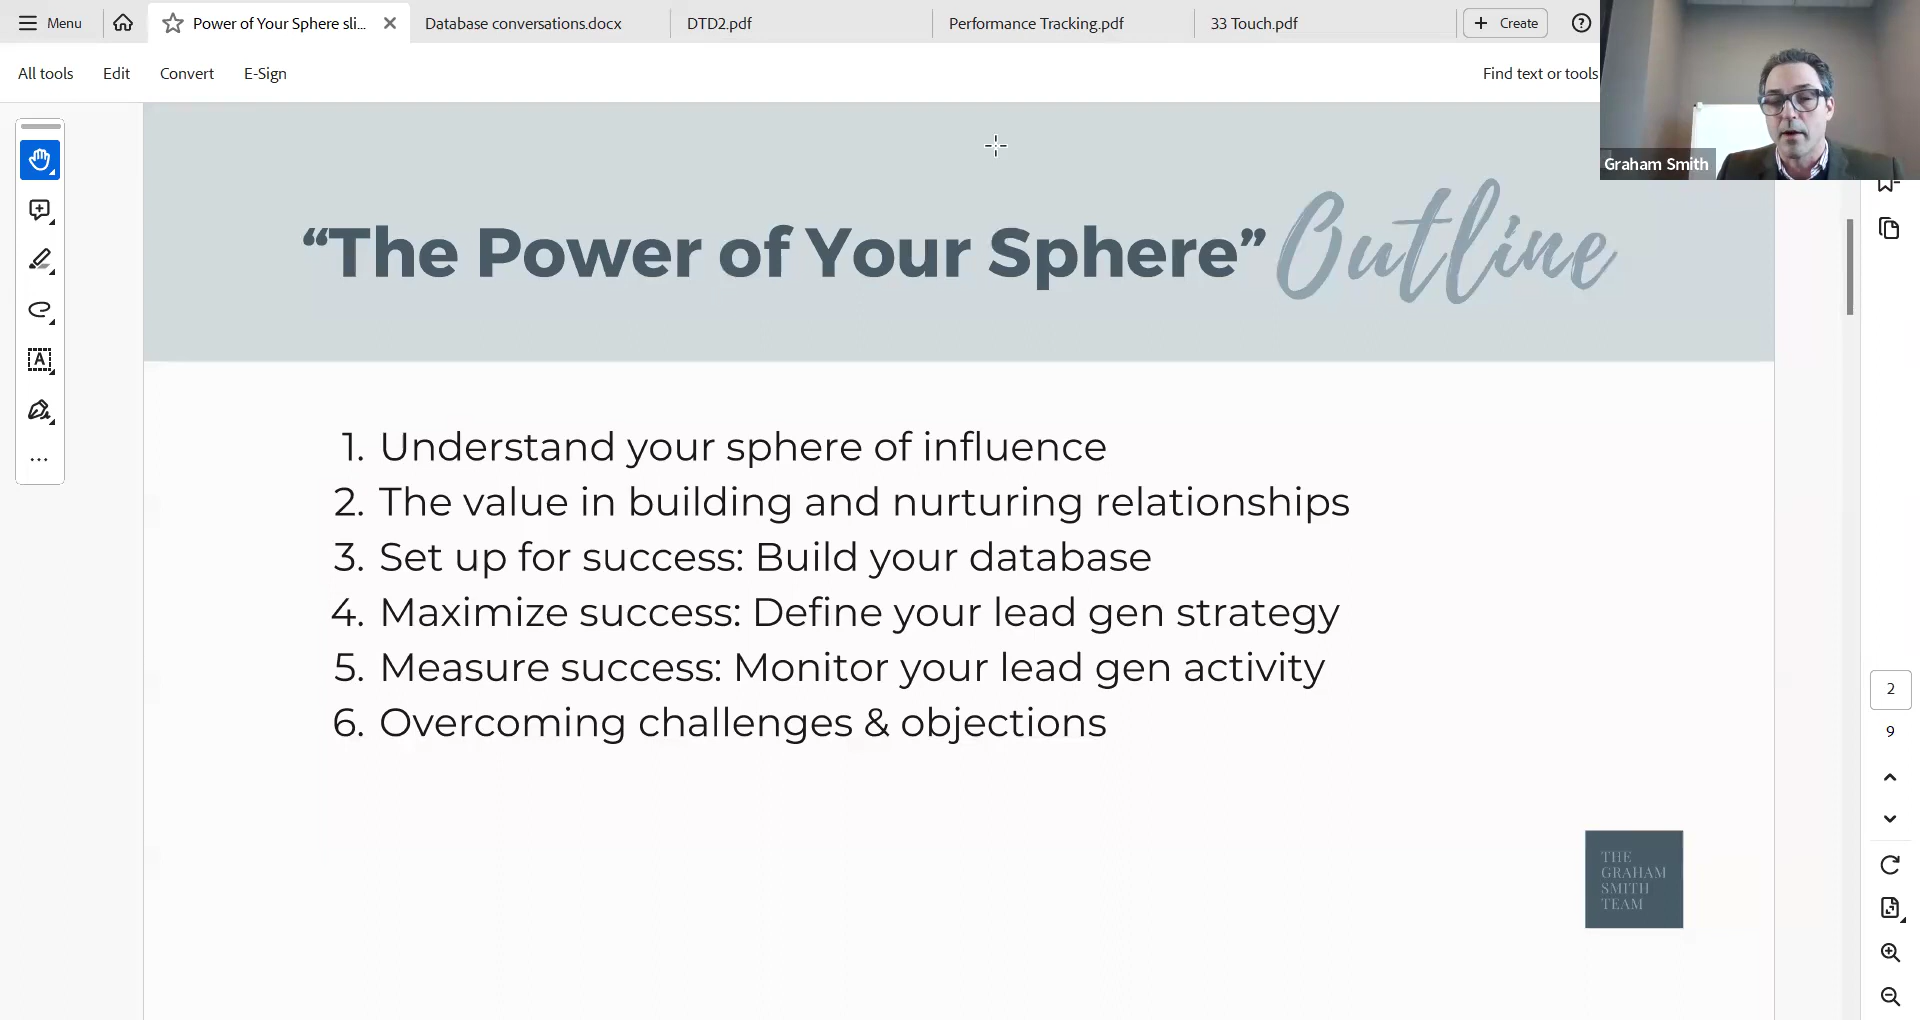 Menu
Power of Your Sphere sli...
Database conversations.docx
DTD2.pdf
Performance Tracking.pdf
33 Touch.pdf
Create
All tools
Edit
Convert
E-Sign
Find text or tools
Graham Smith
“The Power of Your Sphere” Outline
1. Understand your sphere of influence
2. The value in building and nurturing relationships
3. Set up for success: Build your database
4. Maximize success: Define your lead gen strategy
5. Measure success: Monitor your lead gen activity
6. Overcoming challenges & objections
2
9
THE
GRAHAM
SMITH
TEAM